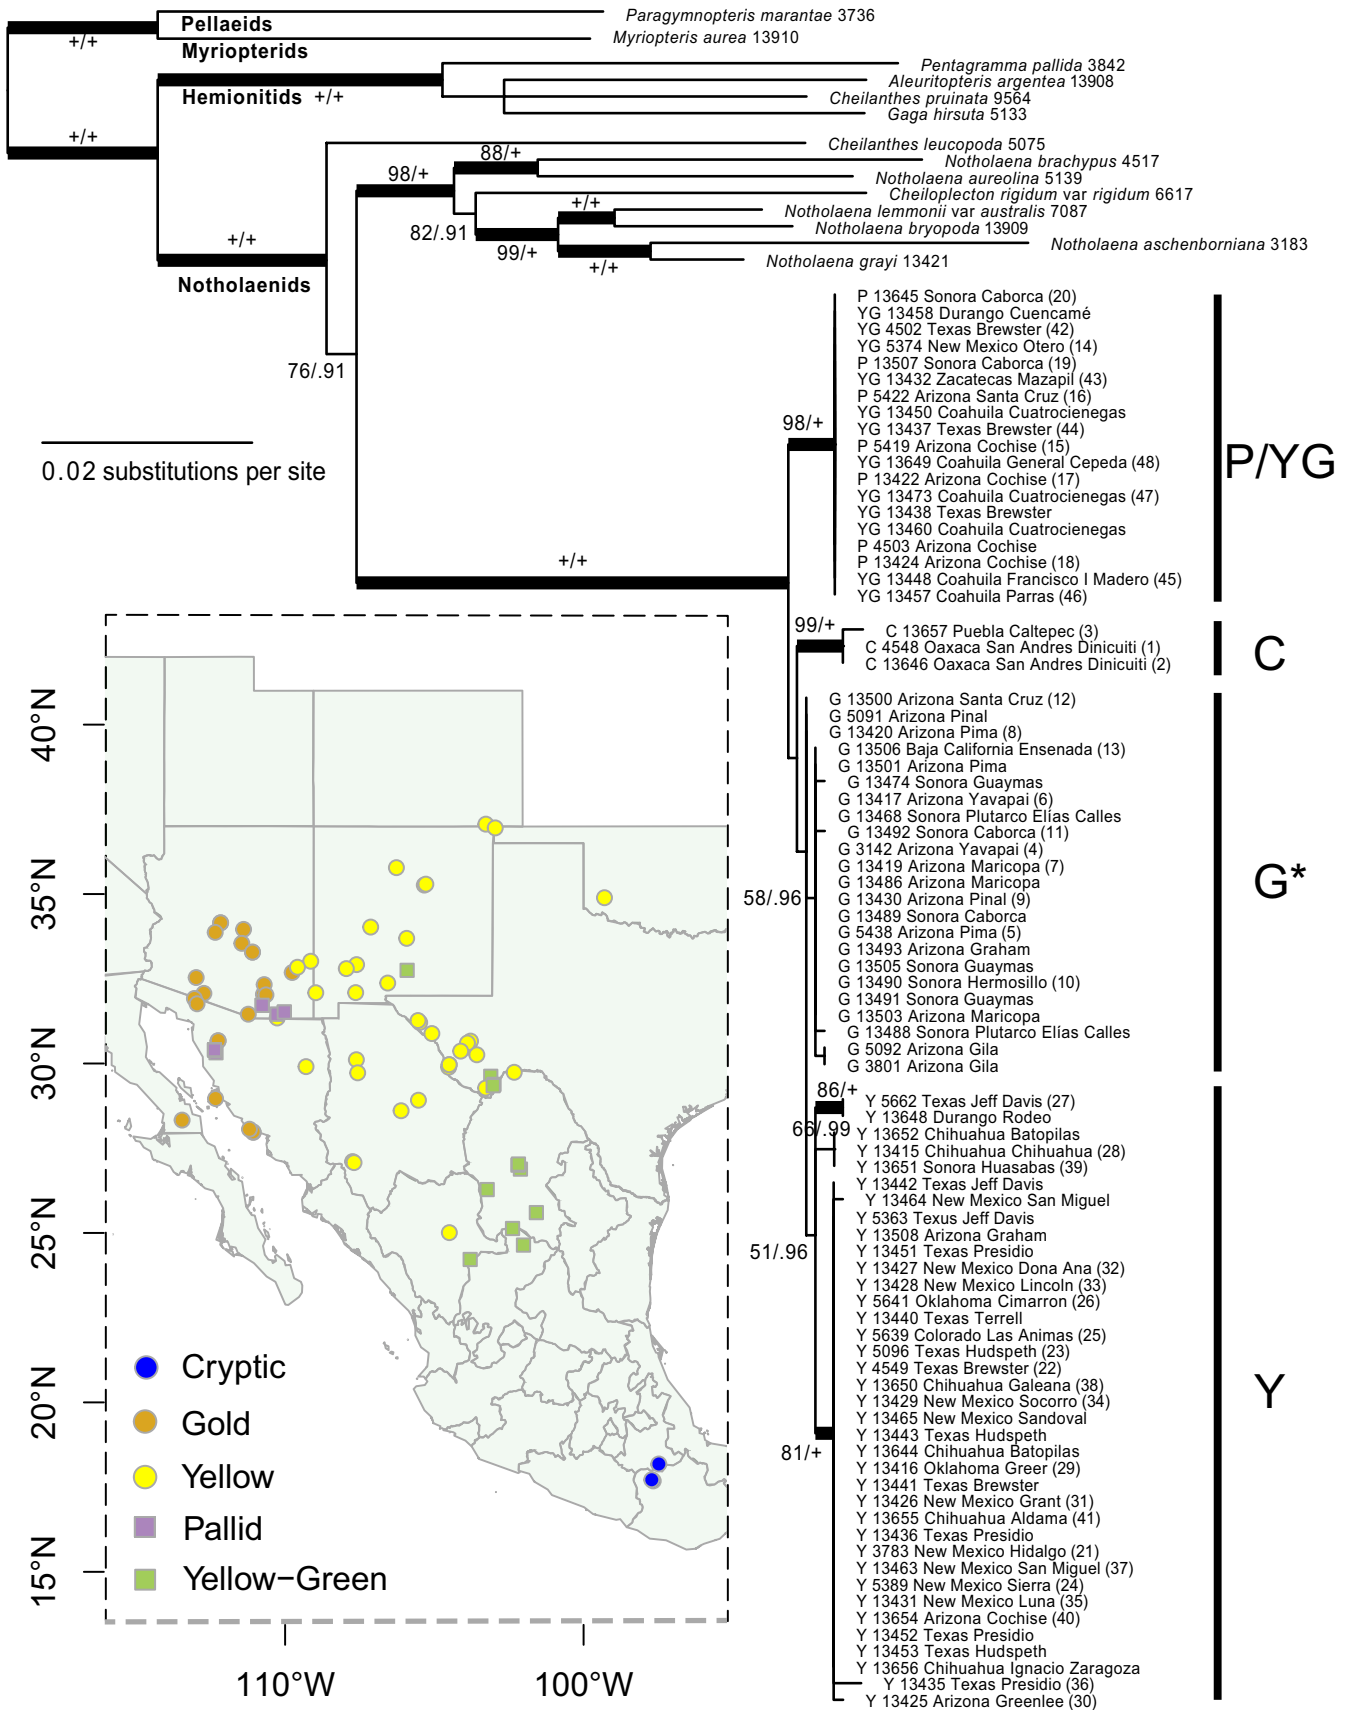 Paragymnopteris marantae 3736
Pellaeids
+/+
Myriopteris aurea 13910
Myriopterids
Pentagramma pallida 3842
Aleuritopteris argentea 13908
Hemionitids +/+
Cheilanthes pruinata 9564
Gaga hirsuta 5133
+/+
Cheilanthes leucopoda 5075
88/+
Notholaena brachypus 4517
98/+
Notholaena aureolina 5139
Cheiloplecton rigidum var rigidum 6617
+/+
Notholaena lemmonii var australis 7087
Notholaena bryopoda 13909
82/.91
+/+
99/+
Notholaena aschenborniana 3183
+/+
Notholaena grayi 13421
Notholaenids
76/.91
0.02 substitutions per site
98/+
+/+
P 13645 Sonora Caborca (20)
YG 13458 Durango Cuencamé
YG 4502 Texas Brewster (42)
YG 5374 New Mexico Otero (14)
P 13507 Sonora Caborca (19)
YG 13432 Zacatecas Mazapil (43)
P 5422 Arizona Santa Cruz (16)
YG 13450 Coahuila Cuatrocienegas
YG 13437 Texas Brewster (44)
P 5419 Arizona Cochise (15)
YG 13649 Coahuila General Cepeda (48)
P 13422 Arizona Cochise (17)
YG 13473 Coahuila Cuatrocienegas (47)
YG 13438 Texas Brewster
YG 13460 Coahuila Cuatrocienegas
P 4503 Arizona Cochise
P 13424 Arizona Cochise (18)
YG 13448 Coahuila Francisco I Madero (45)
YG 13457 Coahuila Parras (46)
P/YG
99/+
C 13657 Puebla Caltepec (3)
C 4548 Oaxaca San Andres Dinicuiti (1)
C 13646 Oaxaca San Andres Dinicuiti (2)
C
G 13500 Arizona Santa Cruz (12)
G 5091 Arizona Pinal
G 13420 Arizona Pima (8)
G 13506 Baja California Ensenada (13)
G 13501 Arizona Pima
G 13474 Sonora Guaymas
G 13417 Arizona Yavapai (6)
G 13468 Sonora Plutarco Elías Calles
G 13492 Sonora Caborca (11)
G 3142 Arizona Yavapai (4)
G 13419 Arizona Maricopa (7)
G 13486 Arizona Maricopa
G 13430 Arizona Pinal (9)
G 13489 Sonora Caborca
G 5438 Arizona Pima (5)
G 13493 Arizona Graham
G 13505 Sonora Guaymas
G 13490 Sonora Hermosillo (10)
G 13491 Sonora Guaymas
G 13503 Arizona Maricopa
G 13488 Sonora Plutarco Elías Calles
G 5092 Arizona Gila
G 3801 Arizona Gila
58/.96
G*
86/+
66/.99
51/.96
81/+
Y 5662 Texas Jeff Davis (27)
Y 13648 Durango Rodeo
Y 13652 Chihuahua Batopilas
Y 13415 Chihuahua Chihuahua (28)
Y 13651 Sonora Huasabas (39)
Y 13442 Texas Jeff Davis
Y 13464 New Mexico San Miguel
Y 5363 Texus Jeff Davis
Y 13508 Arizona Graham
Y 13451 Texas Presidio
Y 13427 New Mexico Dona Ana (32)
Y 13428 New Mexico Lincoln (33)
Y 5641 Oklahoma Cimarron (26)
Y 13440 Texas Terrell
Y 5639 Colorado Las Animas (25)
Y 5096 Texas Hudspeth (23)
Y 4549 Texas Brewster (22)
Y 13650 Chihuahua Galeana (38)
Y 13429 New Mexico Socorro (34)
Y 13465 New Mexico Sandoval
Y 13443 Texas Hudspeth
Y 13644 Chihuahua Batopilas
Y 13416 Oklahoma Greer (29)
Y 13441 Texas Brewster
Y 13426 New Mexico Grant (31)
Y 13655 Chihuahua Aldama (41)
Y 13436 Texas Presidio
Y 3783 New Mexico Hidalgo (21)
Y 13463 New Mexico San Miguel (37)
Y 5389 New Mexico Sierra (24)
Y 13431 New Mexico Luna (35)
Y 13654 Arizona Cochise (40)
Y 13452 Texas Presidio
Y 13453 Texas Hudspeth
Y 13656 Chihuahua Ignacio Zaragoza
Y 13435 Texas Presidio (36)
Y 13425 Arizona Greenlee (30)
Y
40°N
35°N
30°N
25°N
20°N
15°N
Cryptic
Gold
Yellow
Pallid
Yellow−Green
110°W
100°W